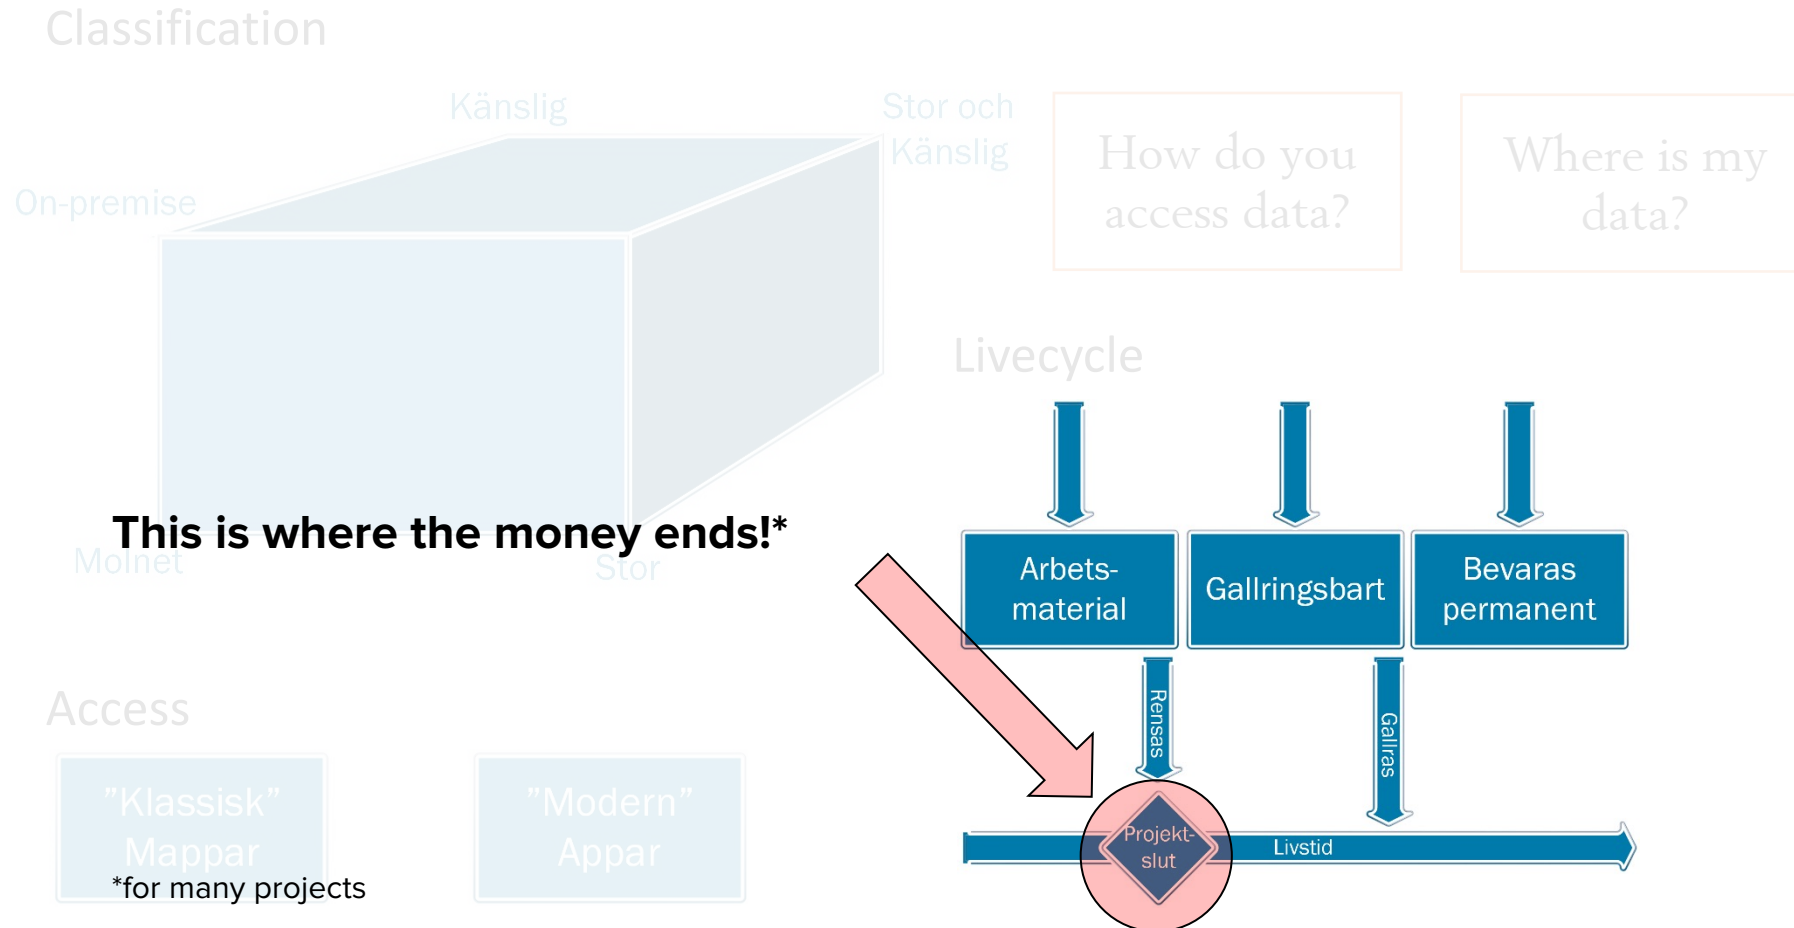 Classification
Känslig
Stor och
Känslig
On-premise
How do you
access data?
Where is my
data?
Livecycle
This is where the money ends!*
Molnet
Stor
Arbets-
material
Gallringsbart
Bevaras
permanent
Rensas
Gallras
Access
"Klassisk"
Mappar
"Modern"
Appar
*for many projects
Projekt-
slut
Livstid